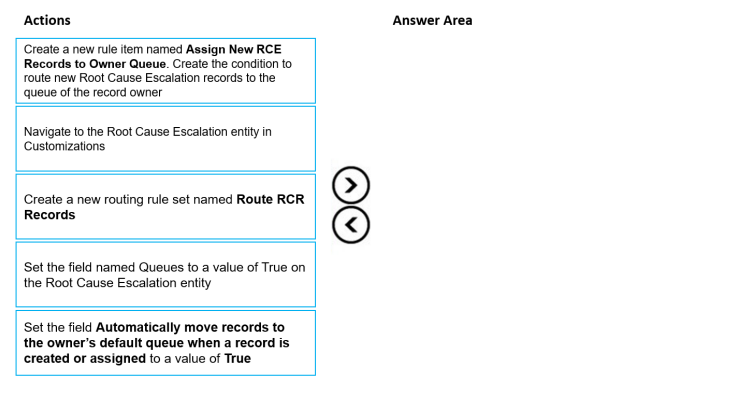 Actions
Answer Area
Create a new rule item named Assign New RCE
Records to Owner Queue. Create the condition to
route new Root Cause Escalation records to the
queue of the record owner
Navigate to the Root Cause Escalation entity in
Customizations
Create a new routing rule set named Route RCR
Records
Set the field named Queues to a value of True on
the Root Cause Escalation entity
Set the field Automatically move records to
the owner's default queue when a record is
created or assigned to a value of True